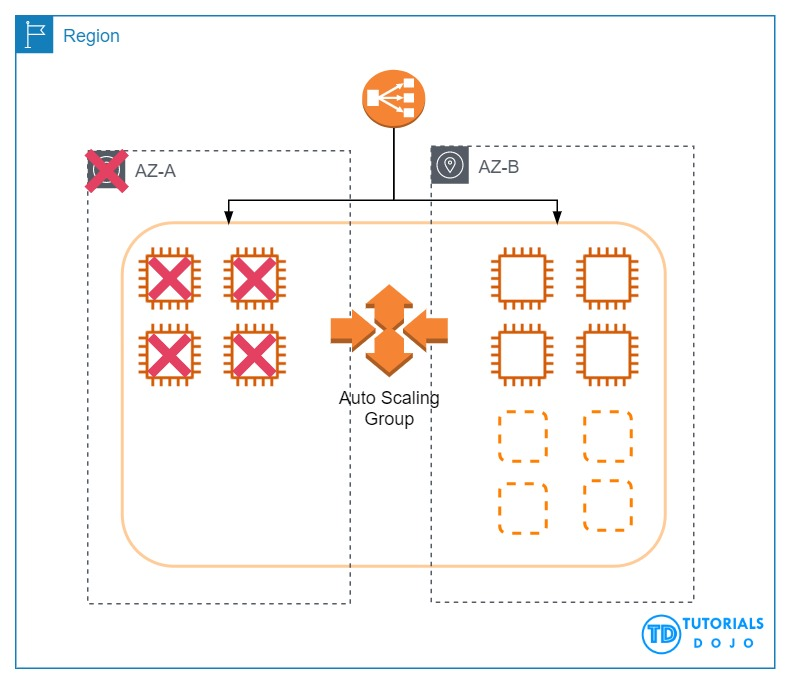 Region
AZ-A
AZ-B
Auto Scaling
Group
TD TUTORIALS
DOJO